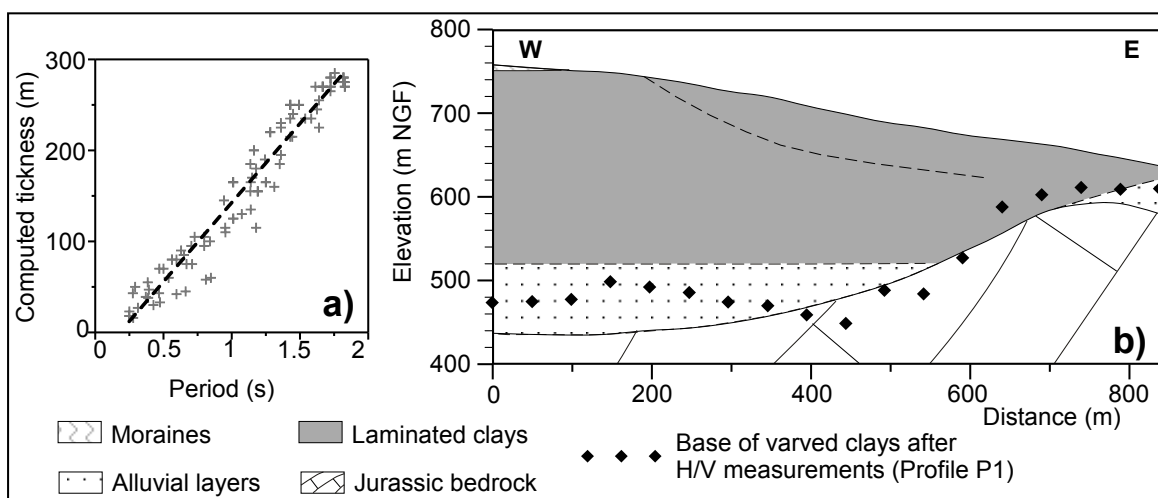 a)
Computed tickness (m)
300
200
100
0
0 0.5 1 1.5 2
Period (s)
b)
W E
Elevation (m NGF)
800
700
600
500
400
0 200 400 600 800
Distance (m)
Moraines
Laminated clays
Alluvial layers
Jurassic bedrock
Base of varved clays after
H/V measurements (Profile P1)